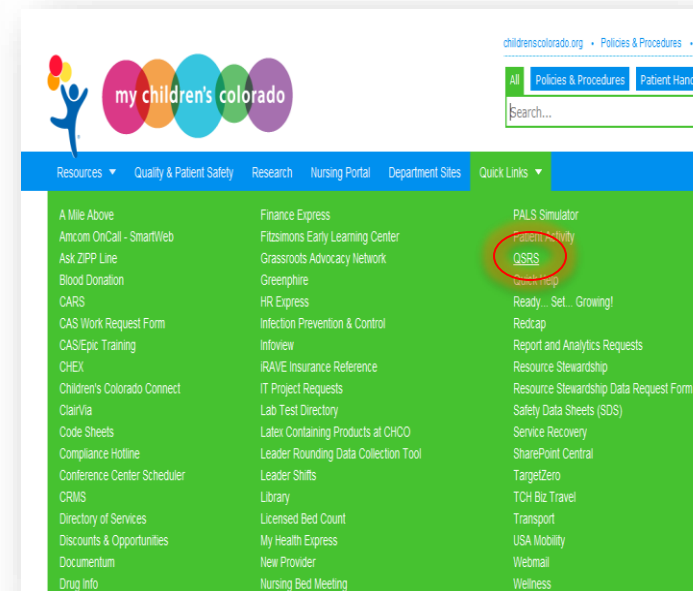 childrenscolorado.org • Policies & Procedures •
my children's colorado
All Policies & Procedures Patient Hand
Search...
Resources Quality & Patient Safety Research Nursing Portal Department Sites Quick Links
A Mile Above
Amcom OnCall - SmartWeb
Ask ZIPP Line
Blood Donation
CARS
CAS Work Request Form
CAS/Epic Training
CHEX
Children's Colorado Connect
ClairVia
Code Sheets
Compliance Hotline
Conference Center Scheduler
CRMS
Directory of Services
Discounts & Opportunities
Documentum
Drug Info
Finance Express
Fitzsimons Early Learning Center
Grassroots Advocacy Network
Greenphire
HR Express
Infection Prevention & Control
Infoview
iRAVE Insurance Reference
IT Project Requests
Lab Test Directory
Latex Containing Products at CHCO
Leader Rounding Data Collection Tool
Leader Shifts
Library
Licensed Bed Count
My Health Express
New Provider
Nursing Bed Meeting
PALS Simulator
Patient Activity
QSRS
Quick Help
Ready... Set... Growing!
Redcap
Report and Analytics Requests
Resource Stewardship
Resource Stewardship Data Request Form
Safety Data Sheets (SDS)
Service Recovery
SharePoint Central
TargetZero
TCH Biz Travel
Transport
USA Mobility
Webmail
Wellness